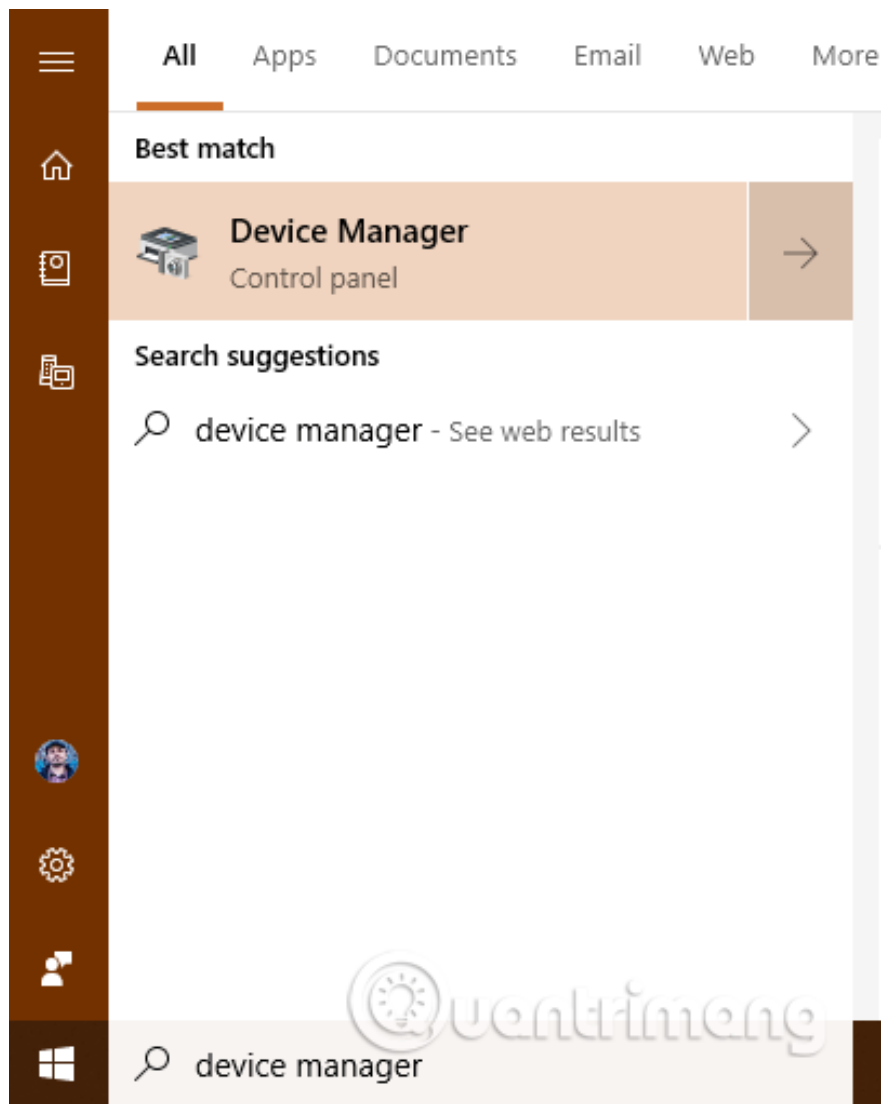 All Apps Documents Email Web More
Best match
Device Manager
Control panel
Search suggestions
device manager - See web results
Quantrimang
device manager